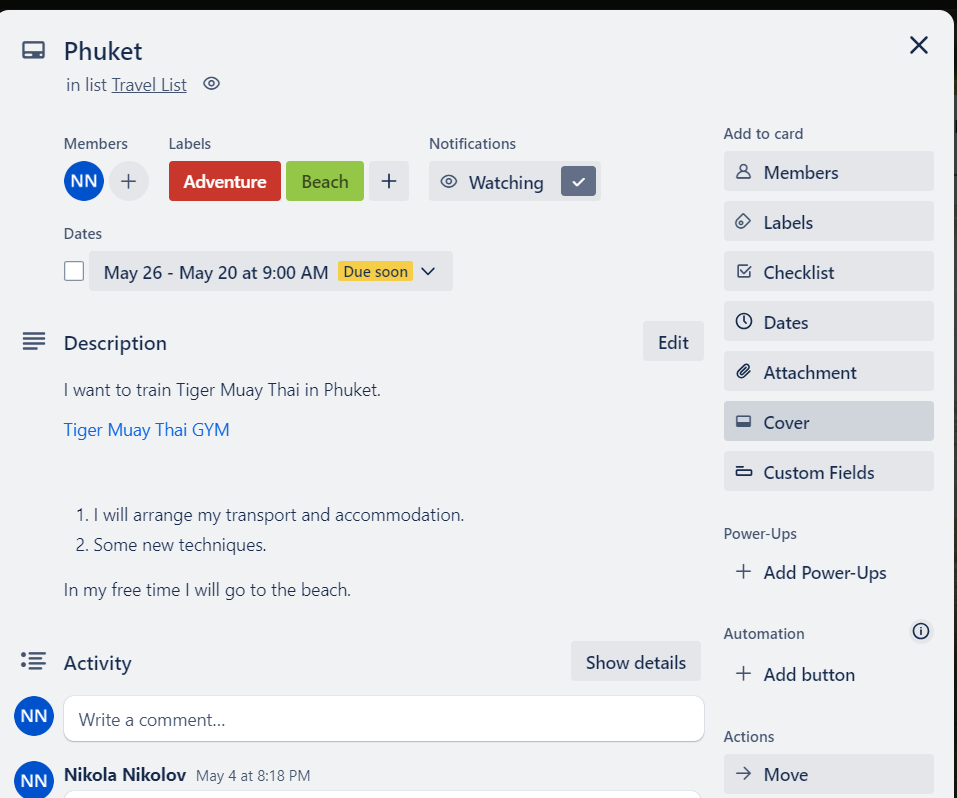 Phuket
in list Travel List
Members
Labels
Notifications
NN
Adventure
Beach
Watching
Dates
May 26 - May 20 at 9:00 AM Due soon
Description
Edit
I want to train Tiger Muay Thai in Phuket.
Tiger Muay Thai GYM
1. I will arrange my transport and accommodation.
2. Some new techniques.
In my free time I will go to the beach.
Activity
Show details
NN
Write a comment...
NN
Nikola Nikolov May 4 at 8:18 PM
Add to card
Members
Labels
Checklist
Dates
Attachment
Cover
Custom Fields
Power-Ups
+ Add Power-Ups
Automation
+ Add button
Actions
Move